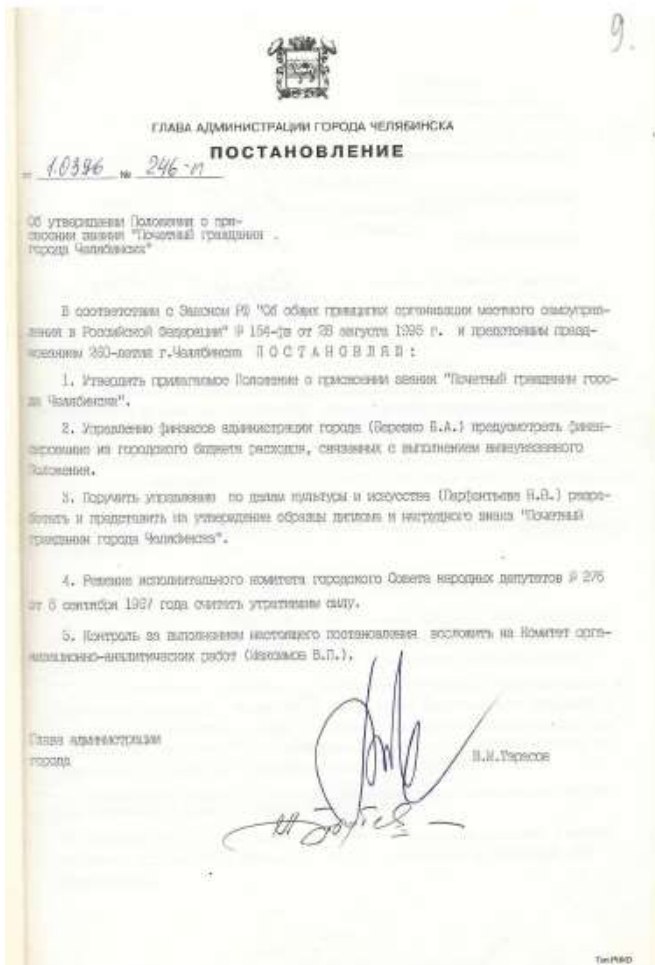 9.
ГЛАВА АДМИНИСТРАЦИИ ГОРОДА ЧЕЛЯБИНСКА
ПОСТАНОВЛЕНИЕ
от 1.0396 № 246-п
Об утверждении Положения о при-
своении звания "Почетный гражданин
города Челябинска"
В соответствии с Законом РФ "Об общих принципах организации местного самоуправ-
ления в Российской Федерации" № 154-фз от 28 августа 1995 г. и предстоящим празд-
нованием 260-летия г.Челябинска П О С Т А Н О В Л Я Ю :
1. Утвердить прилагаемое Положение о присвоении звания "Почетный гражданин горо-
да Челябинска".
2. Управлению финансов администрации города (В.А.) предусмотреть финан-
сирование из городского бюджета расходов, связанных с выполнением вышеуказанного
Положения.
3. Поручить управлению по делам культуры и искусства (Парфентьева Н.В.) разра-
ботать и представить на утверждение образцы диплома и нагрудного знака "Почетный
гражданин города Челябинска".
4. Решение исполнительного комитета городского Совета народных депутатов № 276
от 8 сентября 1987 года считать утратившим силу.
5. Контроль за выполнением настоящего постановления возложить на Комитет орга-
низационно-аналитических работ (Максимов В.П.).
Глава администрации
города
В.М.Тарасов